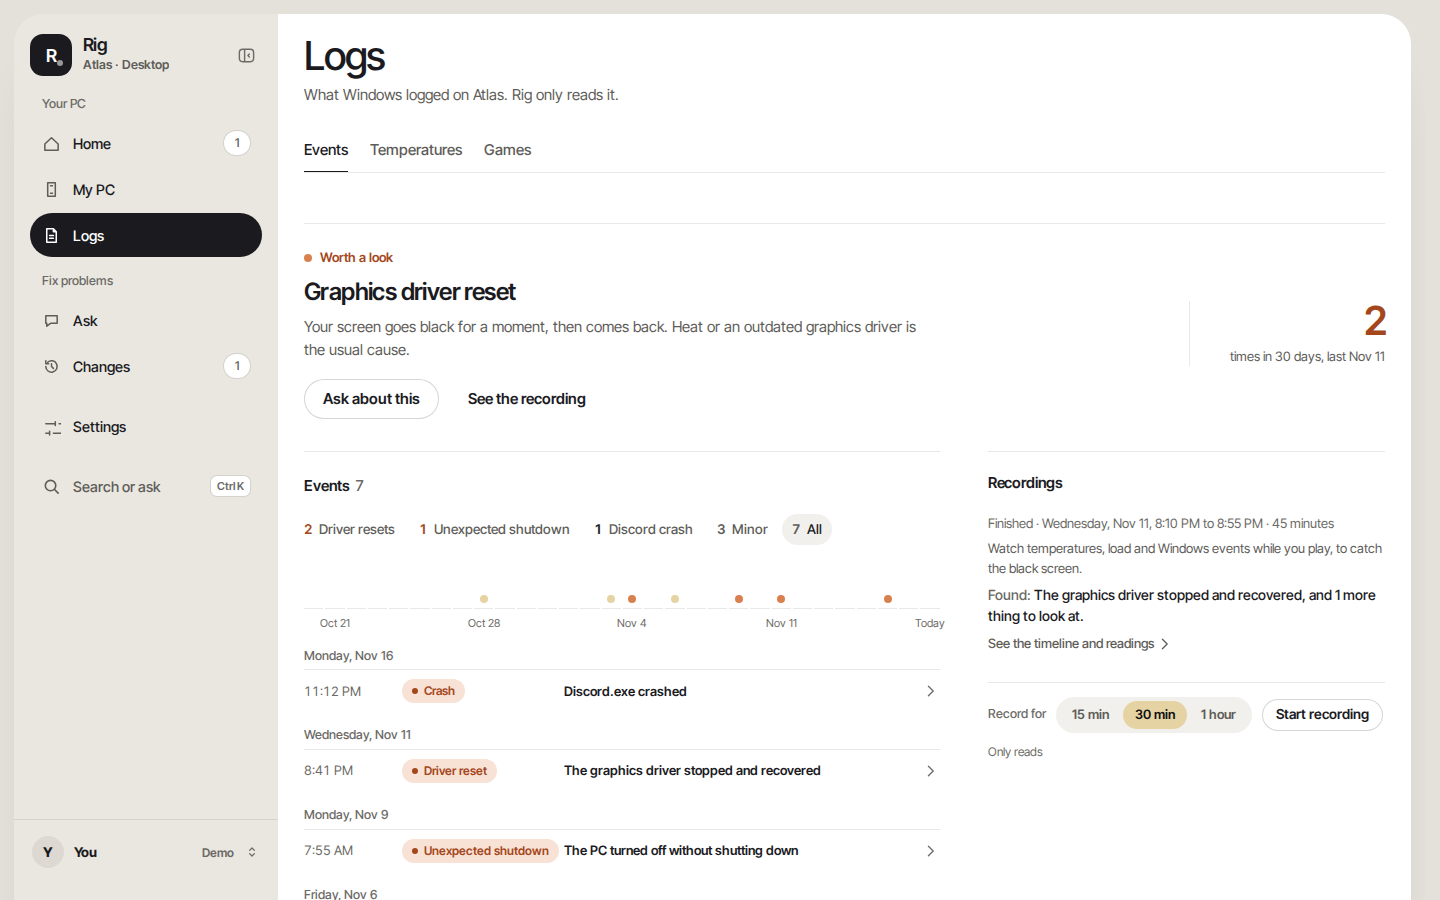 R
Rig
Atlas · Desktop
Your PC
Home
1
My PC
Logs
Fix problems
Ask
Changes
1
Settings
Search or ask
Ctrl K
Y
You
Demo
Logs
What Windows logged on Atlas. Rig only reads it.
Events
Temperatures
Games
Worth a look
Graphics driver reset
Your screen goes black for a moment, then comes back. Heat or an outdated graphics driver is
the usual cause.
Ask about this
See the recording
2
times in 30 days, last Nov 11
Events 7
2 Driver resets
1 Unexpected shutdown
1 Discord crash
3 Minor
7 All
Oct 21
Oct 28
Nov 4
Nov 11
Today
Monday, Nov 16
11:12 PM
Crash
Discord.exe crashed
Wednesday, Nov 11
8:41 PM
Driver reset
The graphics driver stopped and recovered
Monday, Nov 9
7:55 AM
Unexpected shutdown
The PC turned off without shutting down
Friday, Nov 6
Recordings
Finished · Wednesday, Nov 11, 8:10 PM to 8:55 PM · 45 minutes
Watch temperatures, load and Windows events while you play, to catch
the black screen.
Found: The graphics driver stopped and recovered, and 1 more
thing to look at.
See the timeline and readings
Record for
15 min
30 min
1 hour
Start recording
Only reads